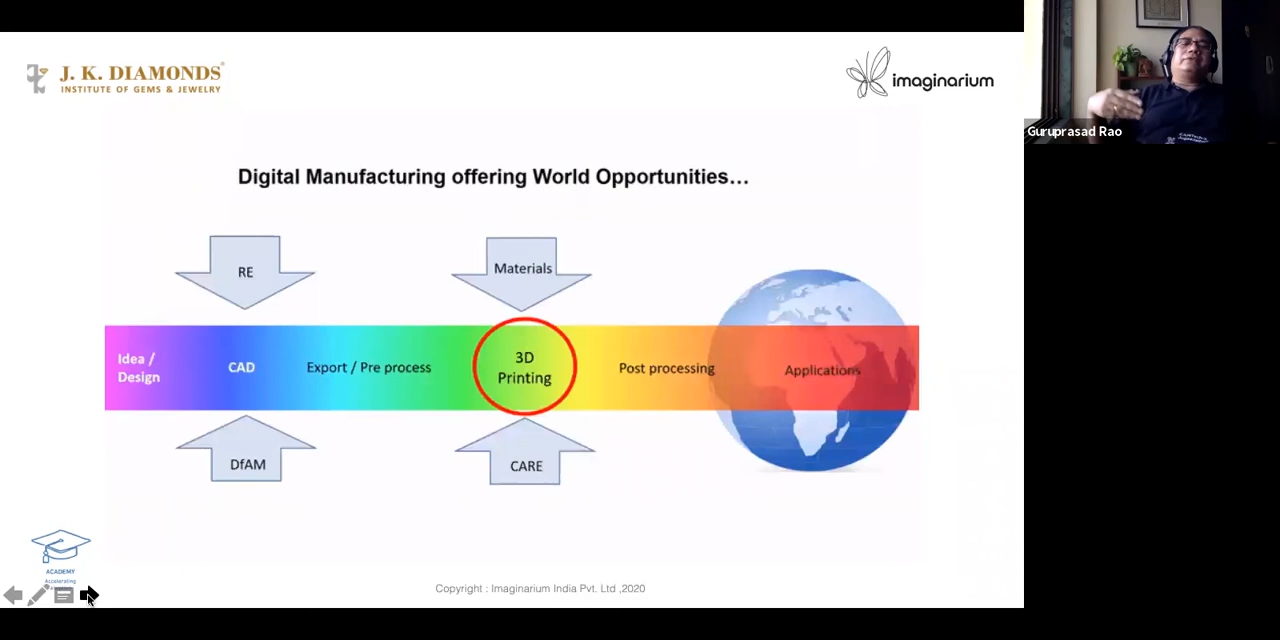 J. K. DIAMONDS
INSTITUTE OF GEMS & JEWELRY
imaginarium
Guruprasad Rao
Digital Manufacturing offering World Opportunities...
RE
Materials
Idea /
Design
CAD
Export / Pre process
3D
Printing
Post processing
Applications
DfAM
CARE
ACADEMY
Accelerating
Copyright : Imaginarium India Pvt. Ltd ,2020